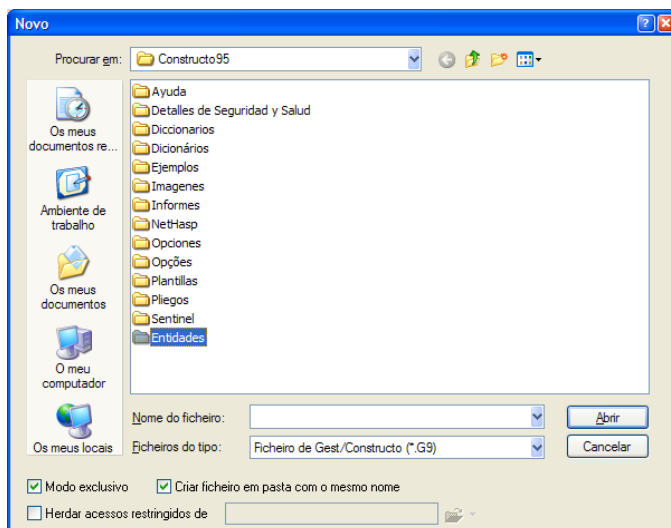 Novo
Procurar em: Constructo95
Os meus documentos re...
Ambiente de trabalho
Os meus documentos
O meu computador
Os meus locais
Ayuda
Detalles de Seguridad y Salud
Diccionarios
Dicionários
Ejemplos
Imagenes
Informes
NetHasp
Opciones
Opções
Plantillas
Pliegos
Sentinel
Entidades
Nome do ficheiro:
Abrir
Ficheiros do tipo: Ficheiro de Gest/Constructo (*.G9)
Cancelar
Modo exclusivo
Criar ficheiro em pasta com o mesmo nome
Herdar acessos restringidos de